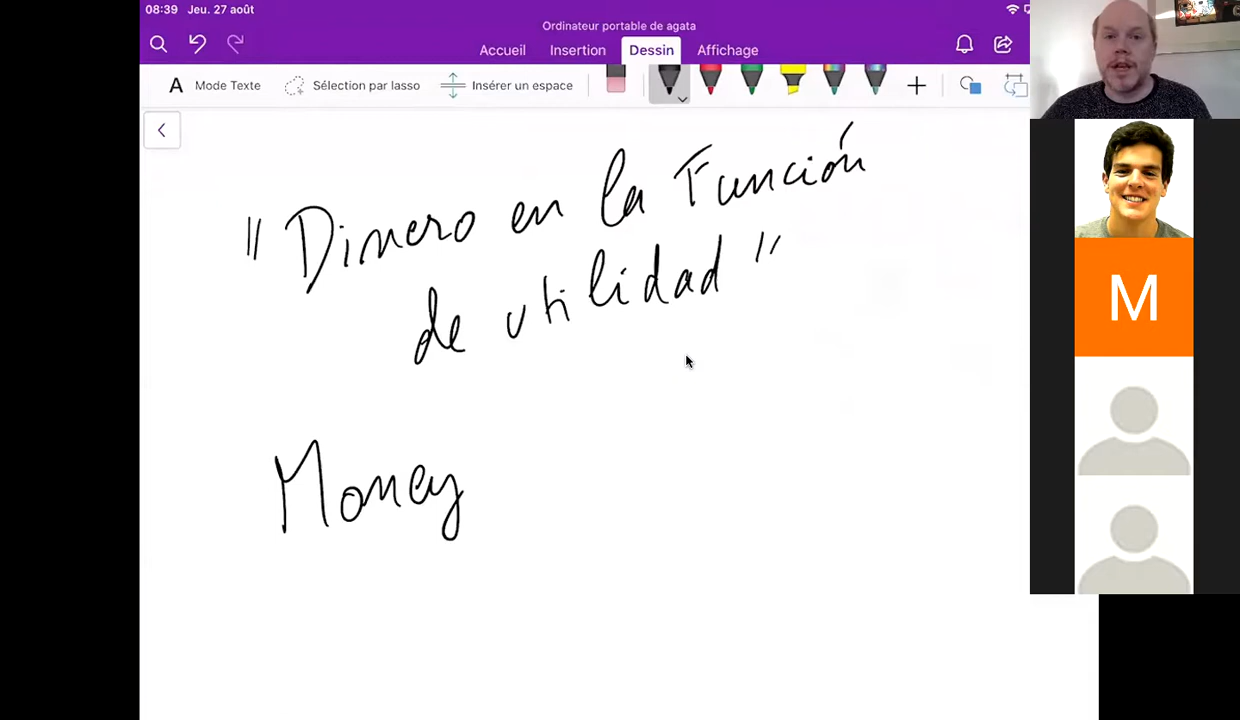 08:39 Jeu. 27 août
Ordinateur portable de agata
Accueil Insertion Dessin Affichage
A Mode Texte Sélection par lasso Insérer un espace
" Dinero en la Función
de utilidad "
Money
M